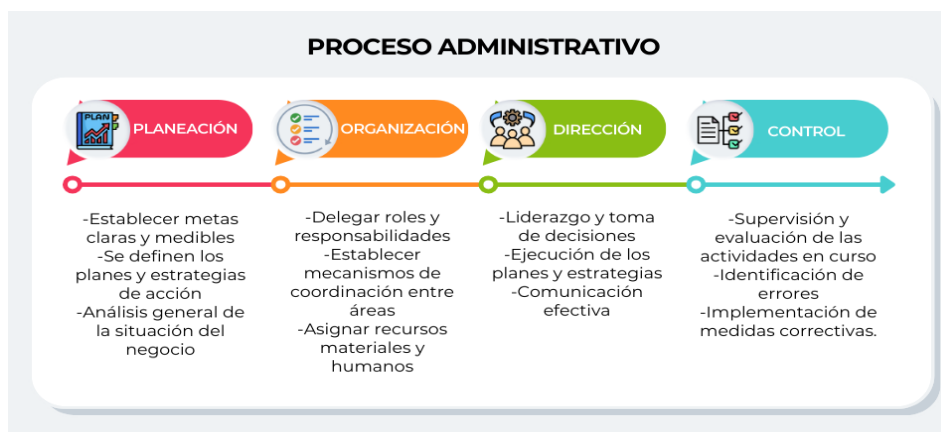 PROCESO ADMINISTRATIVO
PLAN
PLANEACIÓN
ORGANIZACIÓN
DIRECCIÓN
CONTROL
-Establecer metas
claras y medibles
-Se definen los
planes y estrategias
de acción
-Análisis general de
la situación del
negocio
-Delegar roles y
responsabilidades
-Establecer
mecanismos de
coordinación entre
áreas
-Asignar recursos
materiales y
humanos
-Liderazgo y toma
de decisiones
-Ejecución de los
planes y estrategias
-Comunicación
efectiva
-Supervisión y
evaluación de las
actividades en curso
-Identificación de
errores
-Implementación de
medidas correctivas.